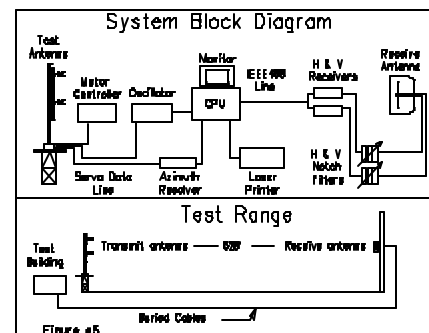 System Block Diagram
Test
Antenna
Motor
Controller
Oscillator
Monitor
CPU
IEEE488
Line
H & V
Receivers
Receive
Antenna
Servo Data
Line
Azimuth
Resolver
Laser
Printer
H & V
Notch
Filters
Test Range
Test
Building
Transmit antenna
Receive antenna
Buried Cables
Figure #5